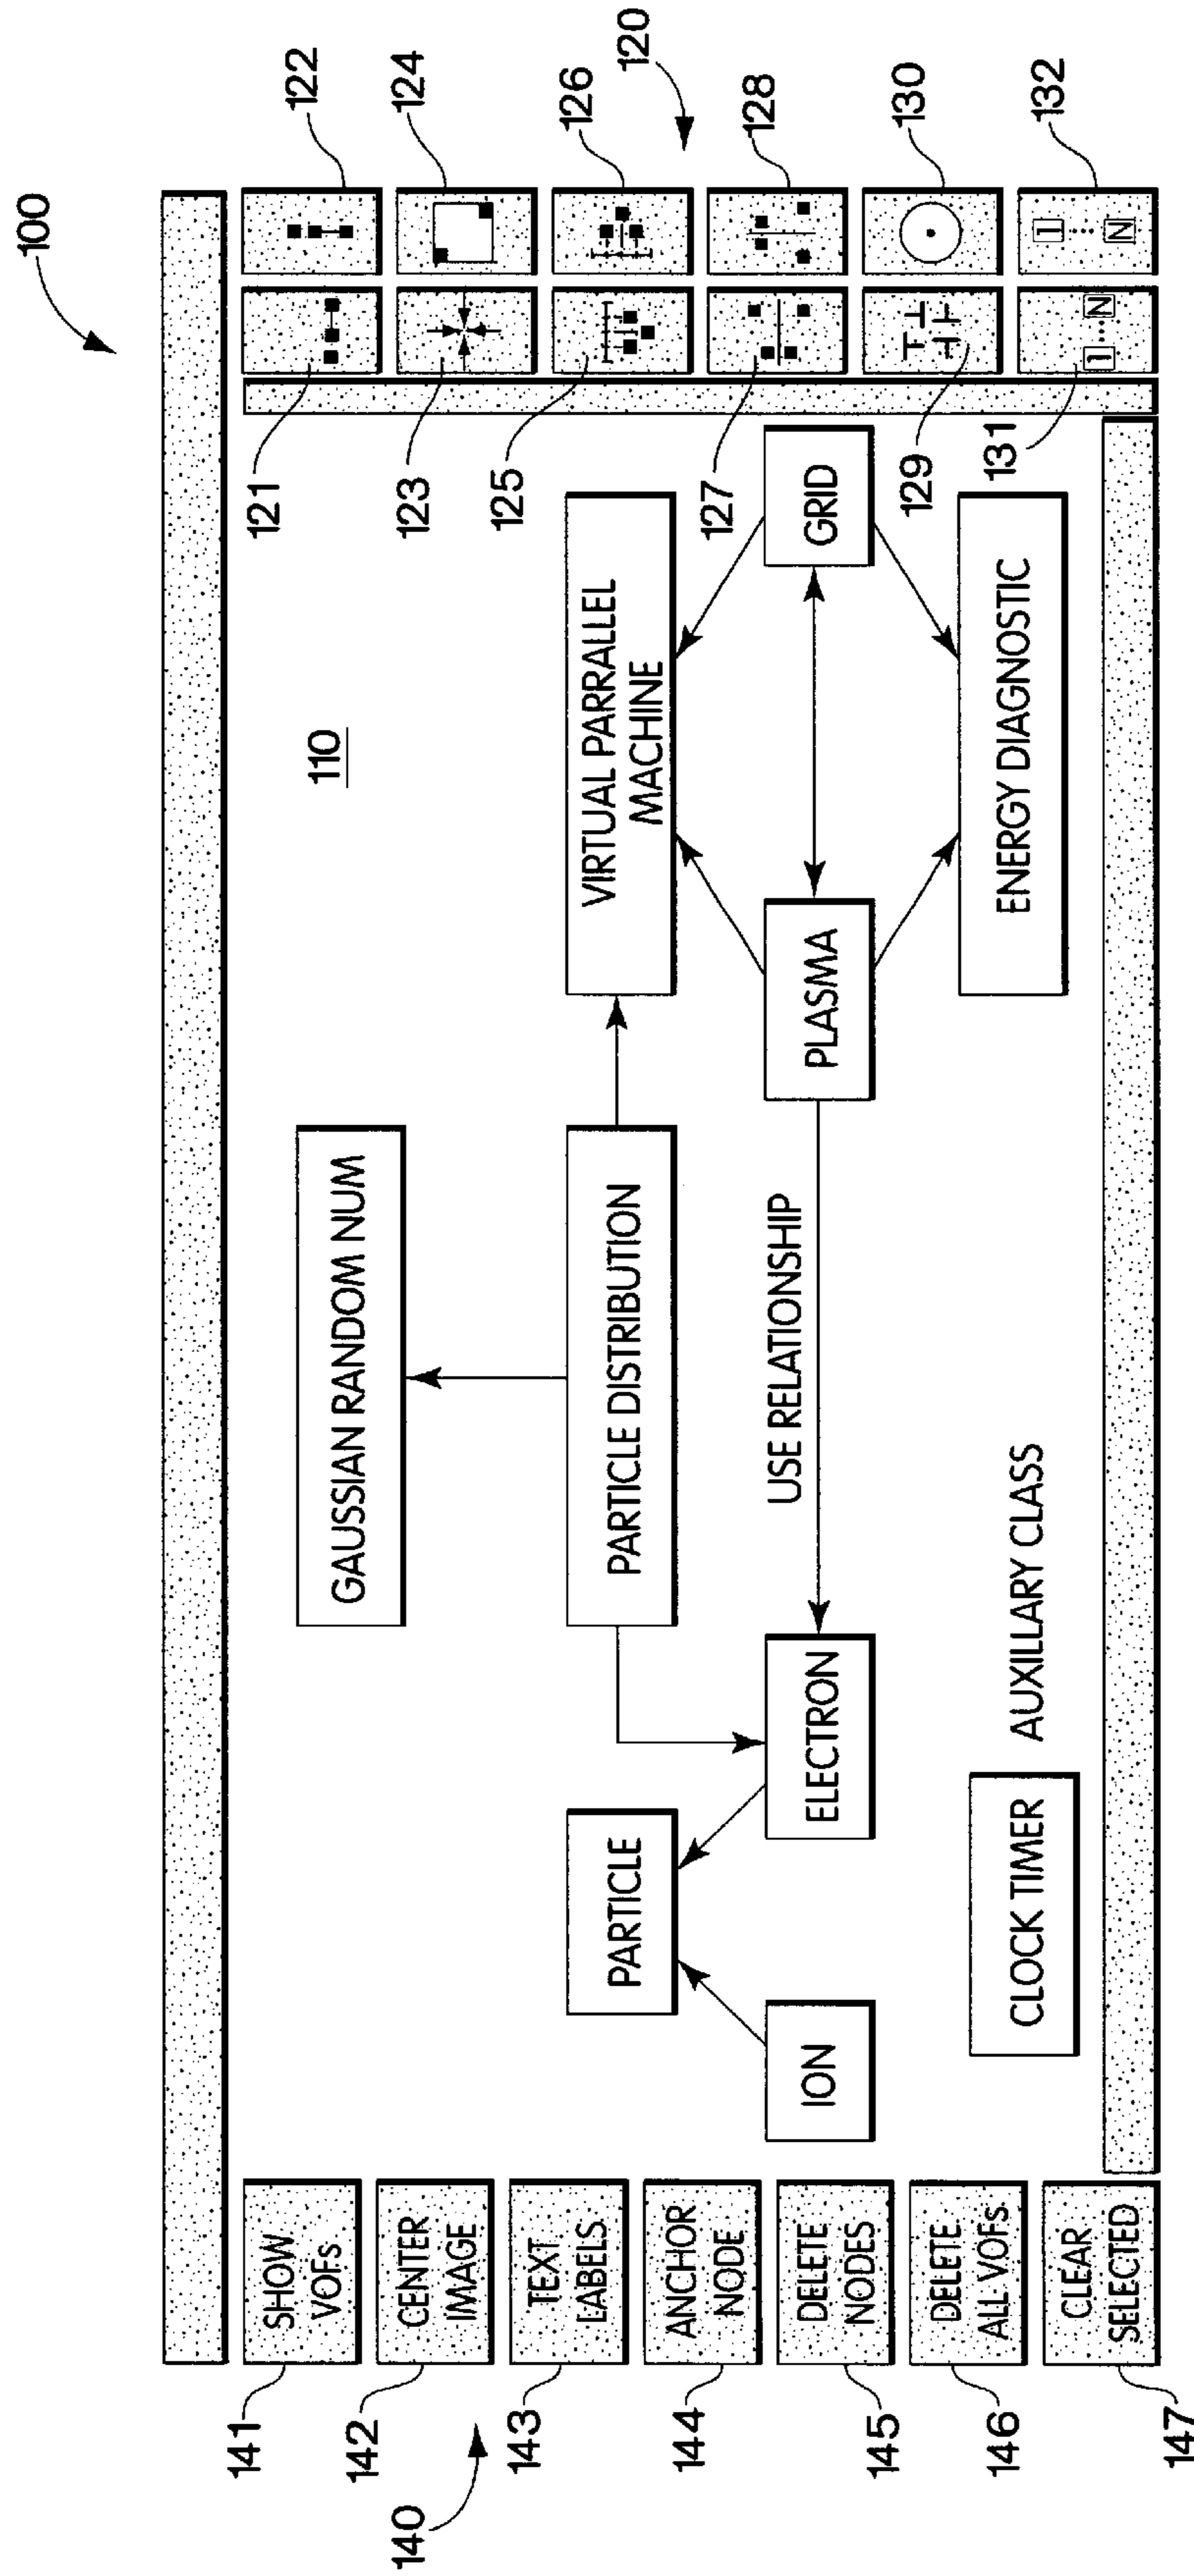 100
141
SHOW
VOFs
142
CENTER
IMAGE
140
143
TEXT
LABELS
144
ANCHOR
NODE
145
DELETE
NODES
146
DELETE
ALL VOFs
147
CLEAR
SELECTED
110
GAUSSIAN RANDOM NUM
PARTICLE
PARTICLE DISTRIBUTION
VIRTUAL PARRALLEL
MACHINE
ION
ELECTRON
USE RELATIONSHIP
PLASMA
GRID
CLOCK TIMER
AUXILLARY CLASS
ENERGY DIAGNOSTIC
121
122
123
124
125
126
120
127
128
129
130
131
1
N
1
N
132